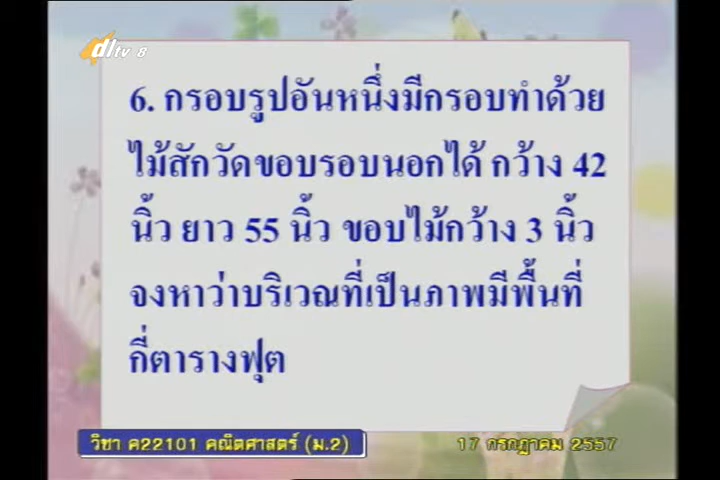 dltv 8
6. กรอบรูปอันหนึ่งมีกรอบทำด้วย
ไม้สักวัดขอบรอบนอกได้ กว้าง 42
นิ้ว ยาว 55 นิ้ว ขอบไม้กว้าง 3 นิ้ว
จงหาว่าบริเวณที่เป็นภาพมีพื้นที่
กี่ตารางฟุต
วิชา ค22101 คณิตศาสตร์ (ม.2)
17 กรกฎาคม 2557